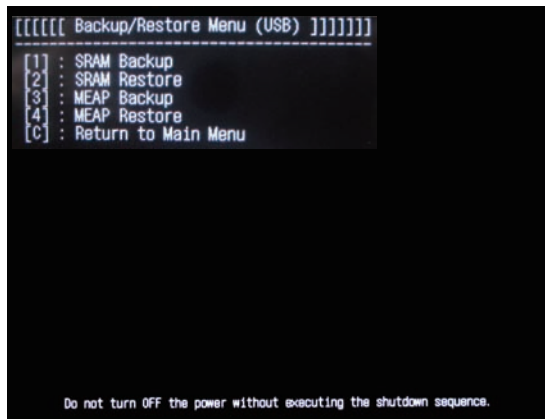 [[[[[[ Backup/Restore Menu (USB) ]]]]]]]
--------------------------------------------
[1] : SRAM Backup
[2] : SRAM Restore
[3] : MEAP Backup
[4] : MEAP Restore
[C] : Return to Main Menu
Do not turn OFF the power without executing the shutdown sequence.